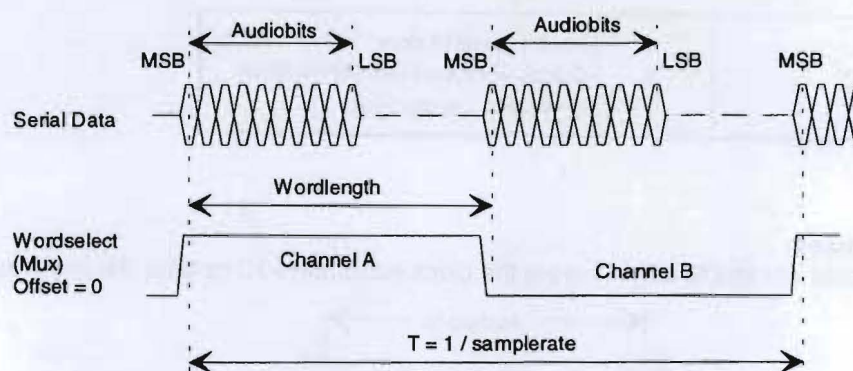 Audiobits Audiobits
MSB LSB MSB LSB MSB
Serial Data
Wordlength
Wordselect
(Mux)
Offset = 0
Channel A
Channel B
T = 1 / samplerate